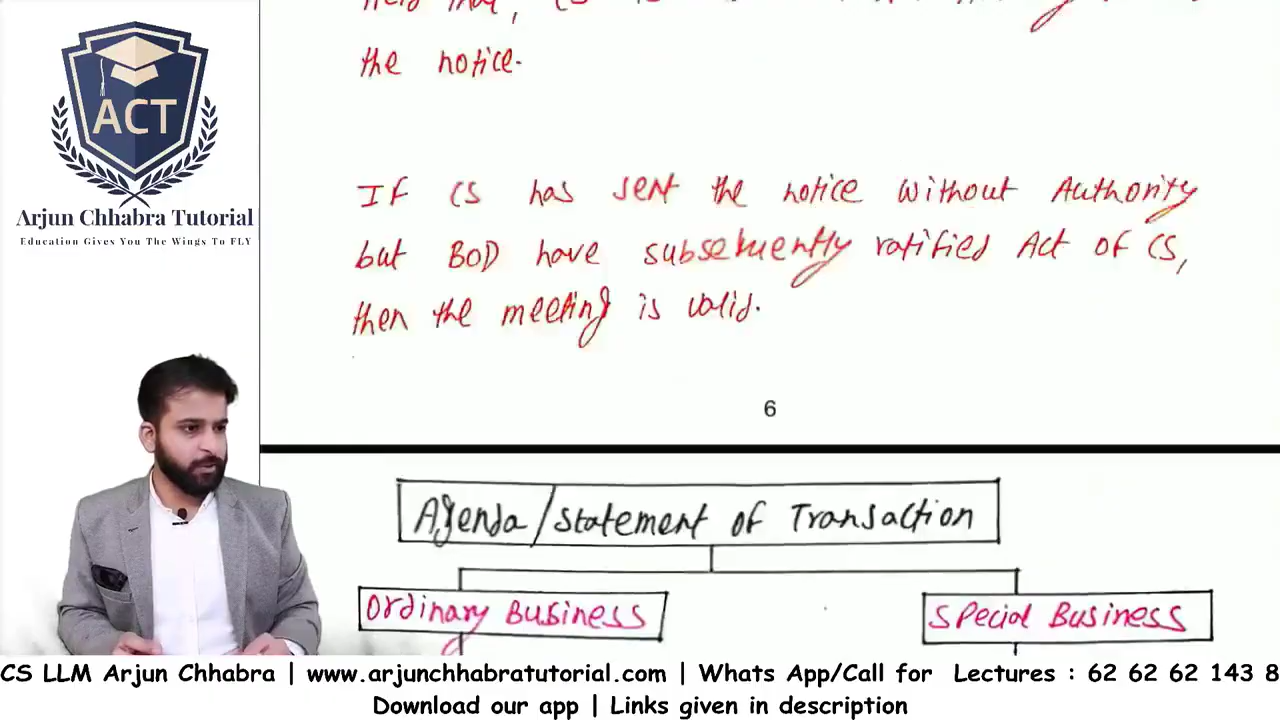 the notice.
If CS has sent the notice without Authority
but BOD have subsequently ratified Act of CS,
then the meeting is valid.
6
Agenda/Statement of Transaction
Ordinary Business
Special Business
ACT
Arjun Chhabra Tutorial
Education Gives You The Wings To FLY
CS LLM Arjun Chhabra | www.arjunchhabratutorial.com | Whats App/Call for Lectures : 62 62 62 143 8
Download our app | Links given in description